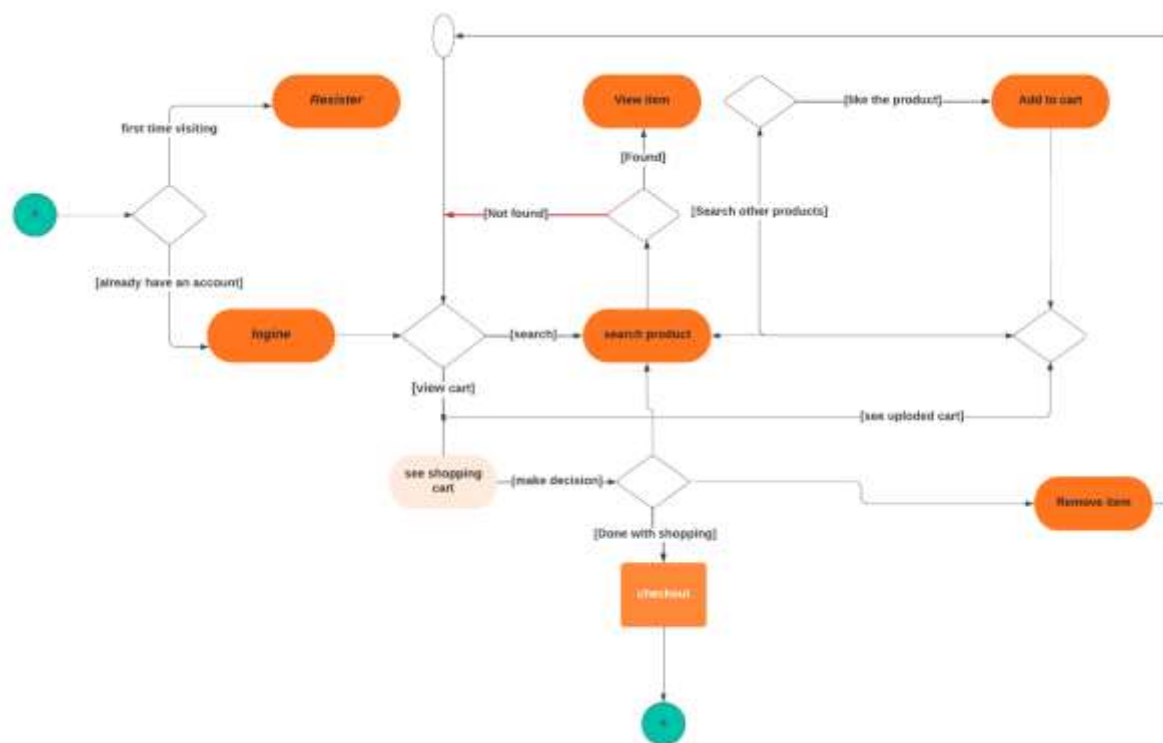 Resister
View item
[like the product]
Add to cart
first time visiting
[Found]
[Not found]
[Search other products]
[already have an account]
Ingine
[search]
search product
[view cart]
[see uploded cart]
see shopping
cart
[make decision]
Remove item
[Done with shopping]
checkout